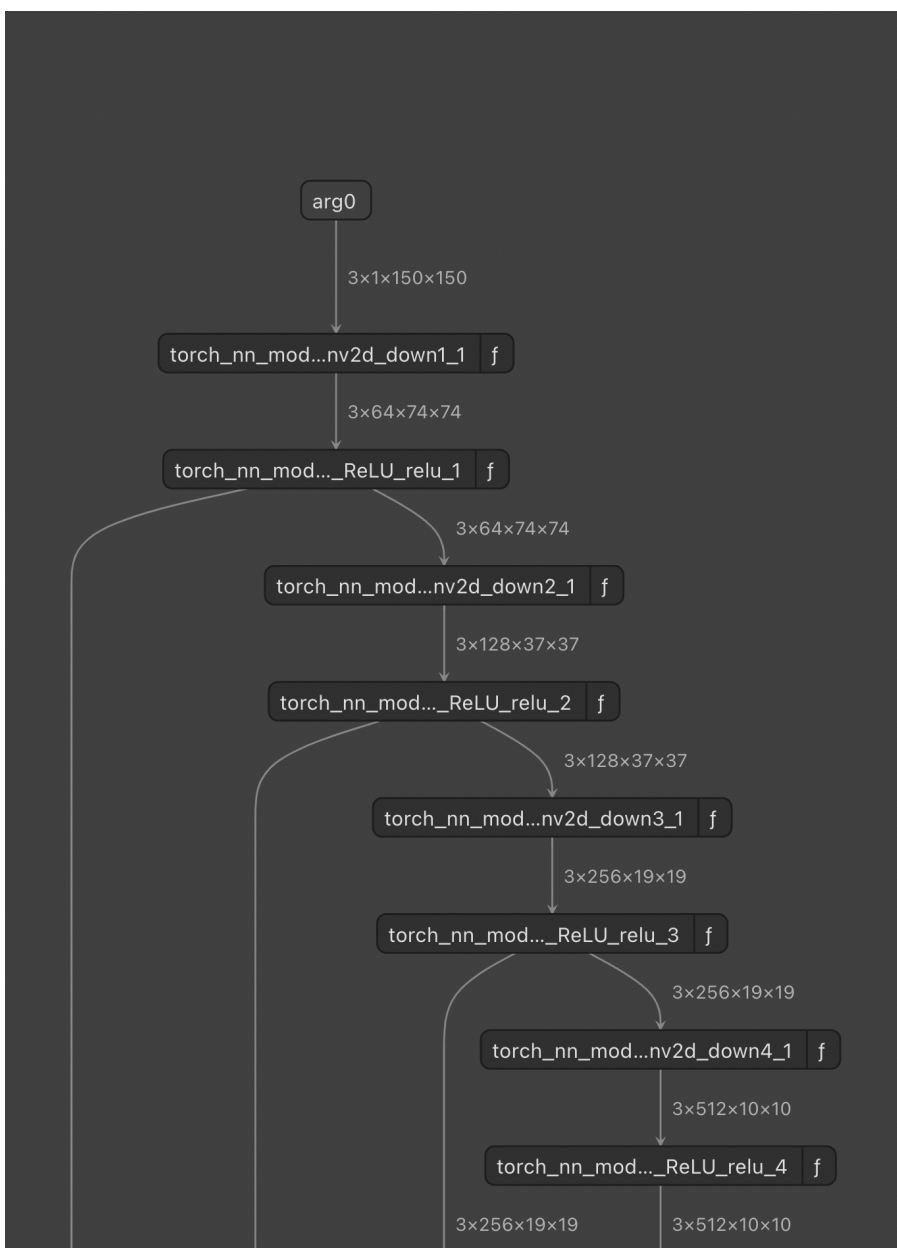 arg0
3×1×150×150
torch_nn_mod...nv2d_down1_1 ƒ
3×64×74×74
torch_nn_mod..._ReLU_relu_1 ƒ
3×64×74×74
torch_nn_mod...nv2d_down2_1 ƒ
3×128×37×37
torch_nn_mod..._ReLU_relu_2 ƒ
3×128×37×37
torch_nn_mod...nv2d_down3_1 ƒ
3×256×19×19
torch_nn_mod..._ReLU_relu_3 ƒ
3×256×19×19
torch_nn_mod...nv2d_down4_1 ƒ
3×512×10×10
torch_nn_mod..._ReLU_relu_4 ƒ
3×256×19×19 3×512×10×10